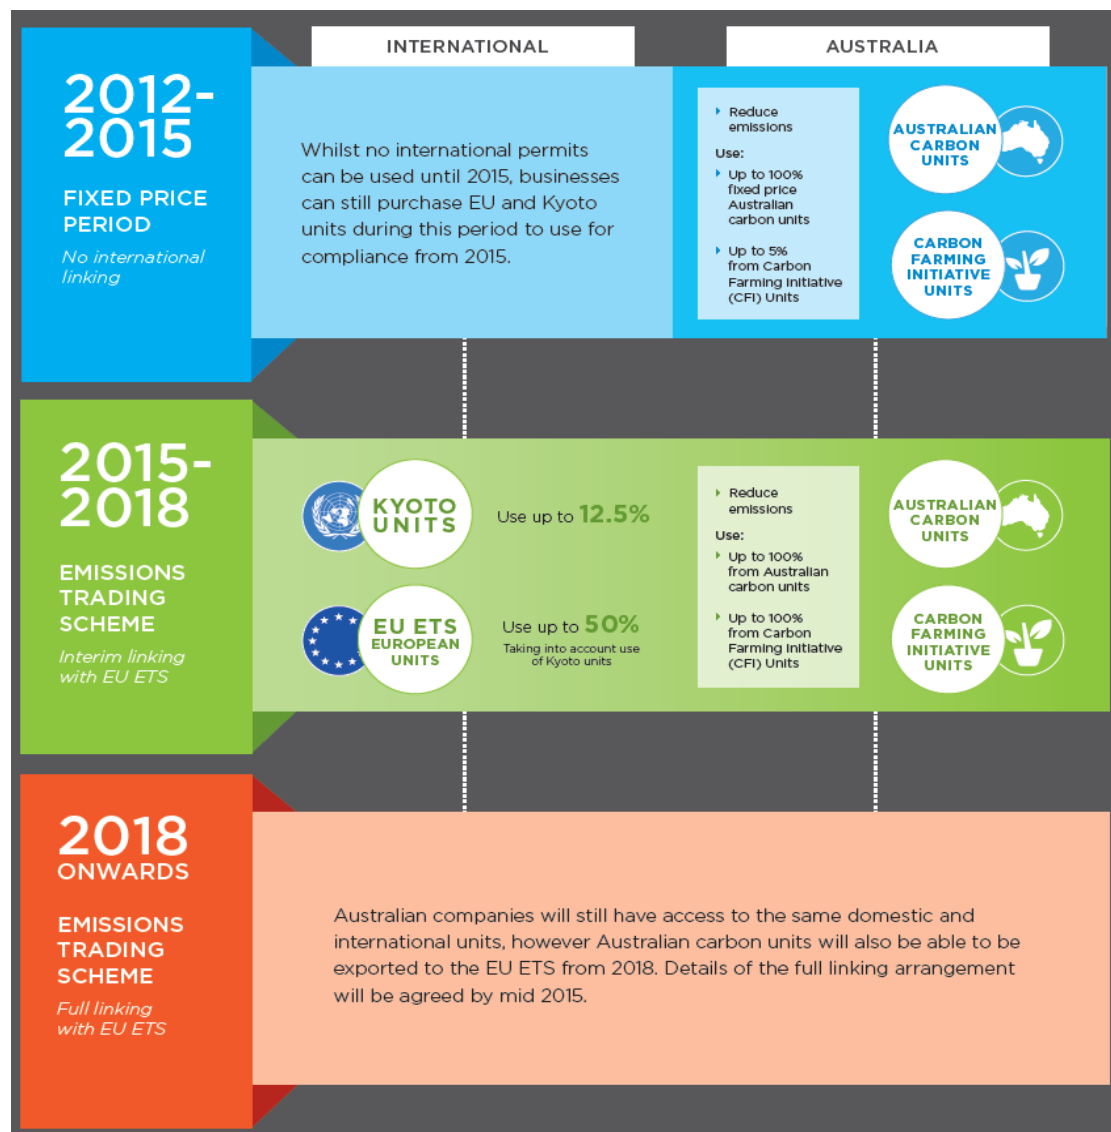 INTERNATIONAL
AUSTRALIA
2012-
2015
FIXED PRICE
PERIOD
No international
linking
Whilst no international permits
can be used until 2015, businesses
can still purchase EU and Kyoto
units during this period to use for
compliance from 2015.
Reduce
emissions
Use:
Up to 100%
fixed price
Australian
carbon units
Up to 5%
from Carbon
Farming Initiative
(CFI) Units
AUSTRALIAN
CARBON
UNITS
CARBON
FARMING
INITIATIVE
UNITS
2015-
2018
EMISSIONS
TRADING
SCHEME
Interim linking
with EU ETS
KYOTO
UNITS
Use up to 12.5%
EU ETS
EUROPEAN
UNITS
Use up to 50%
Taking into account use
of Kyoto units
Reduce
emissions
Use:
Up to 100%
from Australian
carbon units
Up to 100%
from Carbon
Farming Initiative
(CFI) Units
AUSTRALIAN
CARBON
UNITS
CARBON
FARMING
INITIATIVE
UNITS
2018
ONWARDS
EMISSIONS
TRADING
SCHEME
Full linking
with EU ETS
Australian companies will still have access to the same domestic and
international units, however Australian carbon units will also be able to be
exported to the EU ETS from 2018. Details of the full linking arrangement
will be agreed by mid 2015.